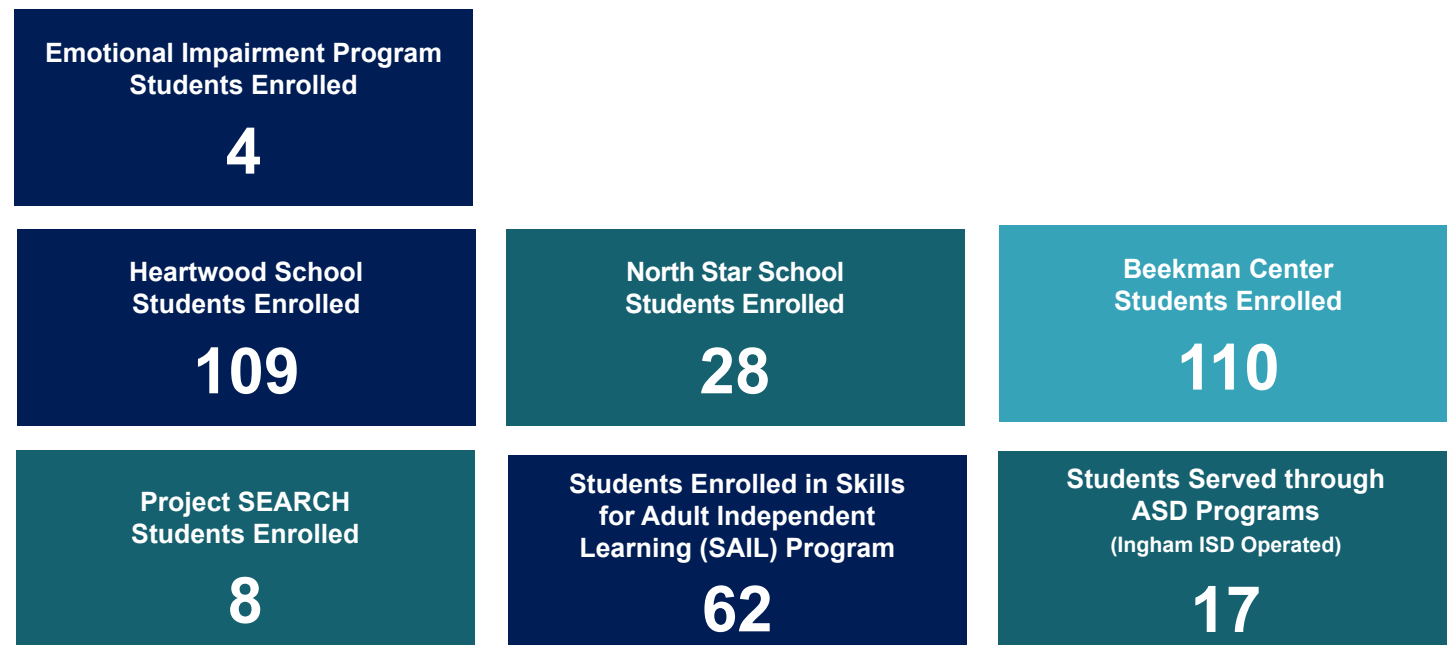 Emotional Impairment Program
Students Enrolled
4
Heartwood School
Students Enrolled
109
North Star School
Students Enrolled
28
Beekman Center
Students Enrolled
110
Project SEARCH
Students Enrolled
8
Students Enrolled in Skills
for Adult Independent
Learning (SAIL) Program
62
Students Served through
ASD Programs
(Ingham ISD Operated)
17